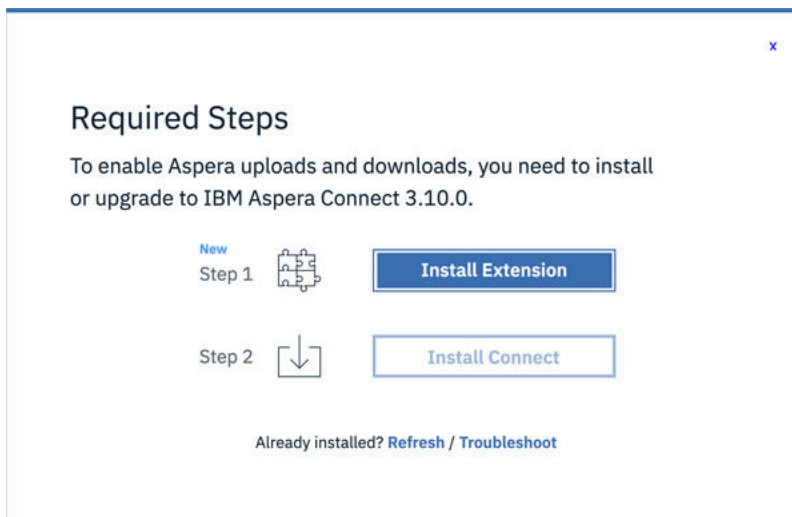 x
Required Steps
To enable Aspera uploads and downloads, you need to install
or upgrade to IBM Aspera Connect 3.10.0.
New
Step 1
Install Extension
Step 2
Install Connect
Already installed? Refresh / Troubleshoot